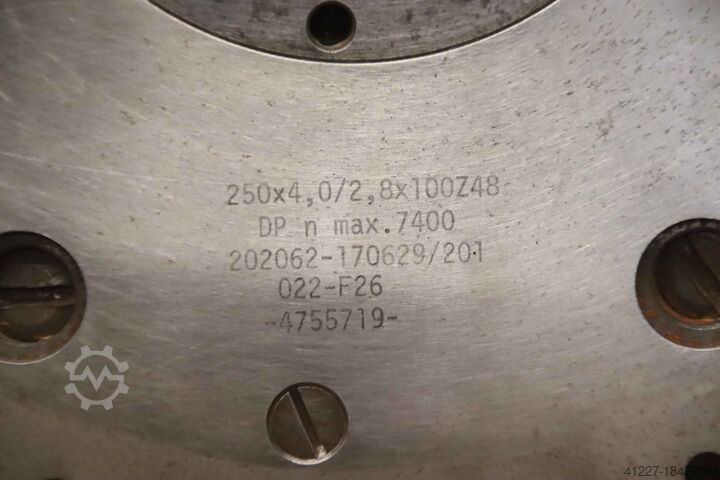 250x4,0/2,8x100Z48
DP n max.7400
202062-170629/201
022-F26
-4755719-